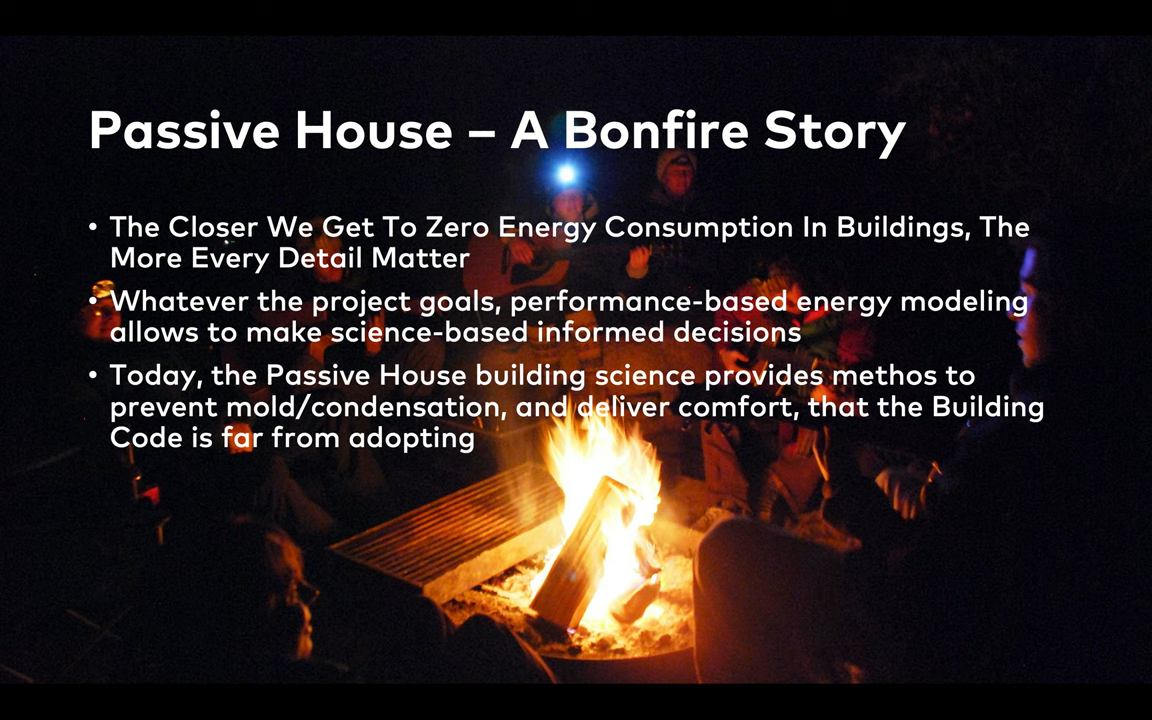 Passive House – A Bonfire Story
• The Closer We Get To Zero Energy Consumption In Buildings, The
More Every Detail Matter
• Whatever the project goals, performance-based energy modeling
allows to make science-based informed decisions
• Today, the Passive House building science provides methos to
prevent mold/condensation, and deliver comfort, that the Building
Code is far from adopting